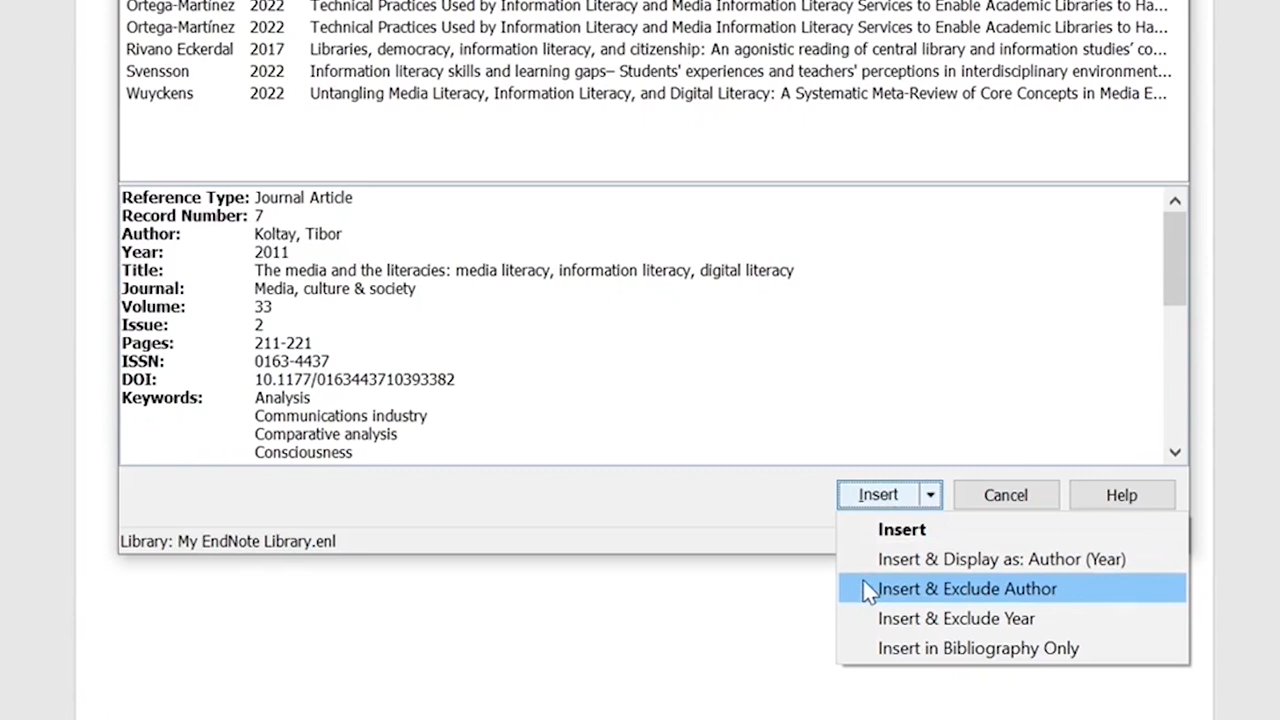 Ortega-Martínez 2022 Technical Practices Used by Information Literacy and Media Information Literacy Services to Enable Academic Libraries to Ha...
Ortega-Martínez 2022 Technical Practices Used by Information Literacy and Media Information Literacy Services to Enable Academic Libraries to Ha...
Rivano Eckerdal 2017 Libraries, democracy, information literacy, and citizenship: An agonistic reading of central library and information studies’ co...
Svensson 2022 Information literacy skills and learning gaps– Students' experiences and teachers' perceptions in interdisciplinary environment...
Wuyckens 2022 Untangling Media Literacy, Information Literacy, and Digital Literacy: A Systematic Meta-Review of Core Concepts in Media E...
Reference Type: Journal Article
Record Number: 7
Author: Koltay, Tibor
Year: 2011
Title: The media and the literacies: media literacy, information literacy, digital literacy
Journal: Media, culture & society
Volume: 33
Issue: 2
Pages: 211-221
ISSN: 0163-4437
DOI: 10.1177/0163443710393382
Keywords: Analysis
Communications industry
Comparative analysis
Consciousness
Insert Cancel Help
Library: My EndNote Library.enl
Insert
Insert & Display as: Author (Year)
Insert & Exclude Author
Insert & Exclude Year
Insert in Bibliography Only